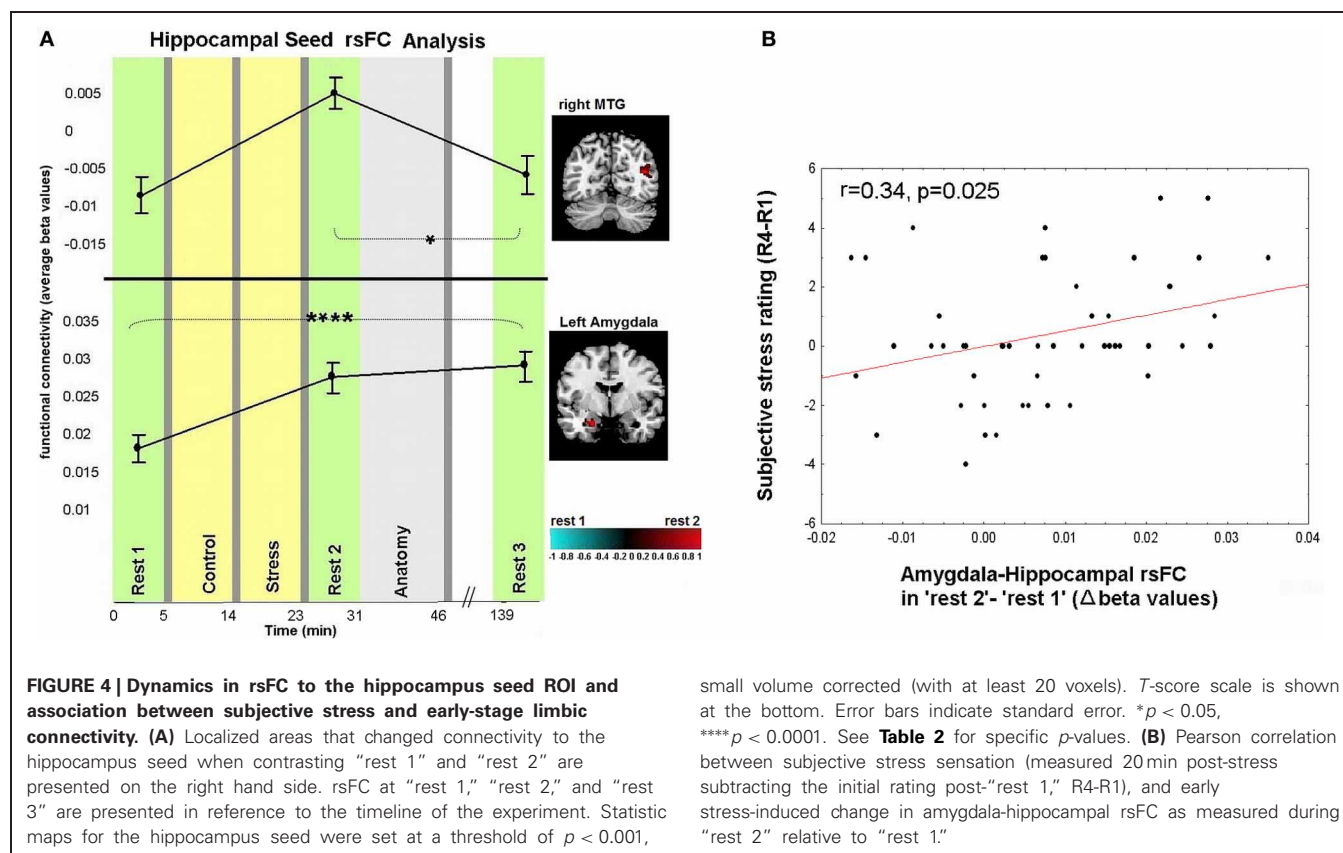 A
Hippocampal Seed rsFC Analysis
functional connectivity (average beta values)
0.005
0
-0.005
-0.01
-0.015
*
0.035
0.03
0.025
0.02
0.015
0.01
****
Rest 1
Control
Stress
Rest 2
Anatomy
Rest 3
0 5 14 23 31 46 139
//
Time (min)
right MTG
Left Amygdala
rest 1 rest 2
-1 -0.8 -0.6 -0.4 -0.2 0 0.2 0.4 0.6 0.8 1
B
r=0.34, p=0.025
Subjective stress rating (R4-R1)
6
4
2
0
-2
-4
-6
-0.02 -0.01 0.00 0.01 0.02 0.03 0.04
Amygdala-Hippocampal rsFC
in 'rest 2'- 'rest 1' (Δ beta values)
FIGURE 4 | Dynamics in rsFC to the hippocampus seed ROI and
association between subjective stress and early-stage limbic
connectivity. (A) Localized areas that changed connectivity to the
hippocampus seed when contrasting “rest 1” and “rest 2” are
presented on the right hand side. rsFC at “rest 1,” “rest 2,” and “rest
3” are presented in reference to the timeline of the experiment. Statistic
maps for the hippocampus seed were set at a threshold of p < 0.001,
small volume corrected (with at least 20 voxels). T-score scale is shown
at the bottom. Error bars indicate standard error. *p < 0.05,
****p < 0.0001. See Table 2 for specific p-values. (B) Pearson correlation
between subjective stress sensation (measured 20 min post-stress
subtracting the initial rating post-“rest 1,” R4-R1), and early
stress-induced change in amygdala-hippocampal rsFC as measured during
“rest 2” relative to “rest 1.”